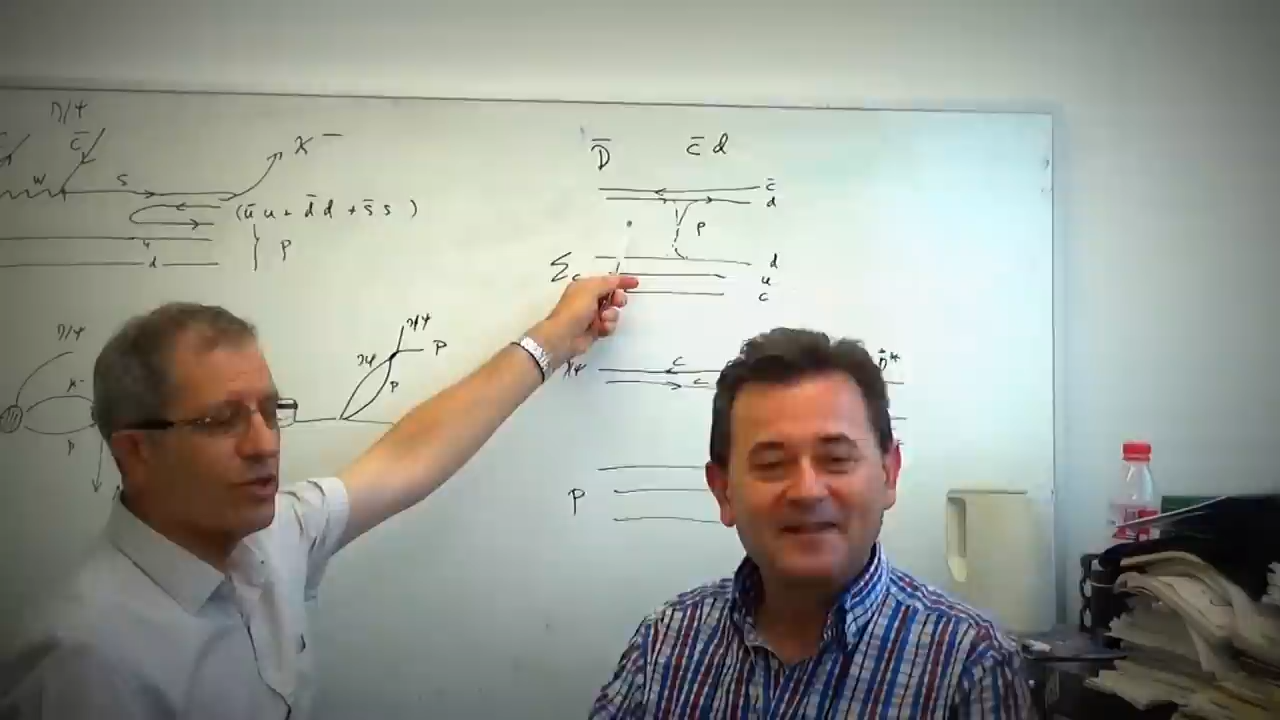 J/ψ
c̄
K⁻
W s
(ūu + d̄d + s̄s)
u
d
p
J/ψ
K⁻
p
J/ψ
J/ψ p
p
D̄ c̄ d
c̄
d
ρ
Σc d
u
c
J/ψ c D̄*
c
p